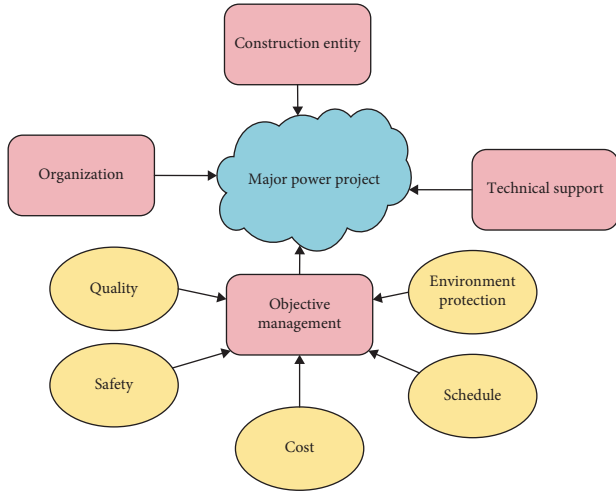 Construction entity
Organization
Major power project
Technical support
Quality
Objective
management
Environment
protection
Safety
Schedule
Cost